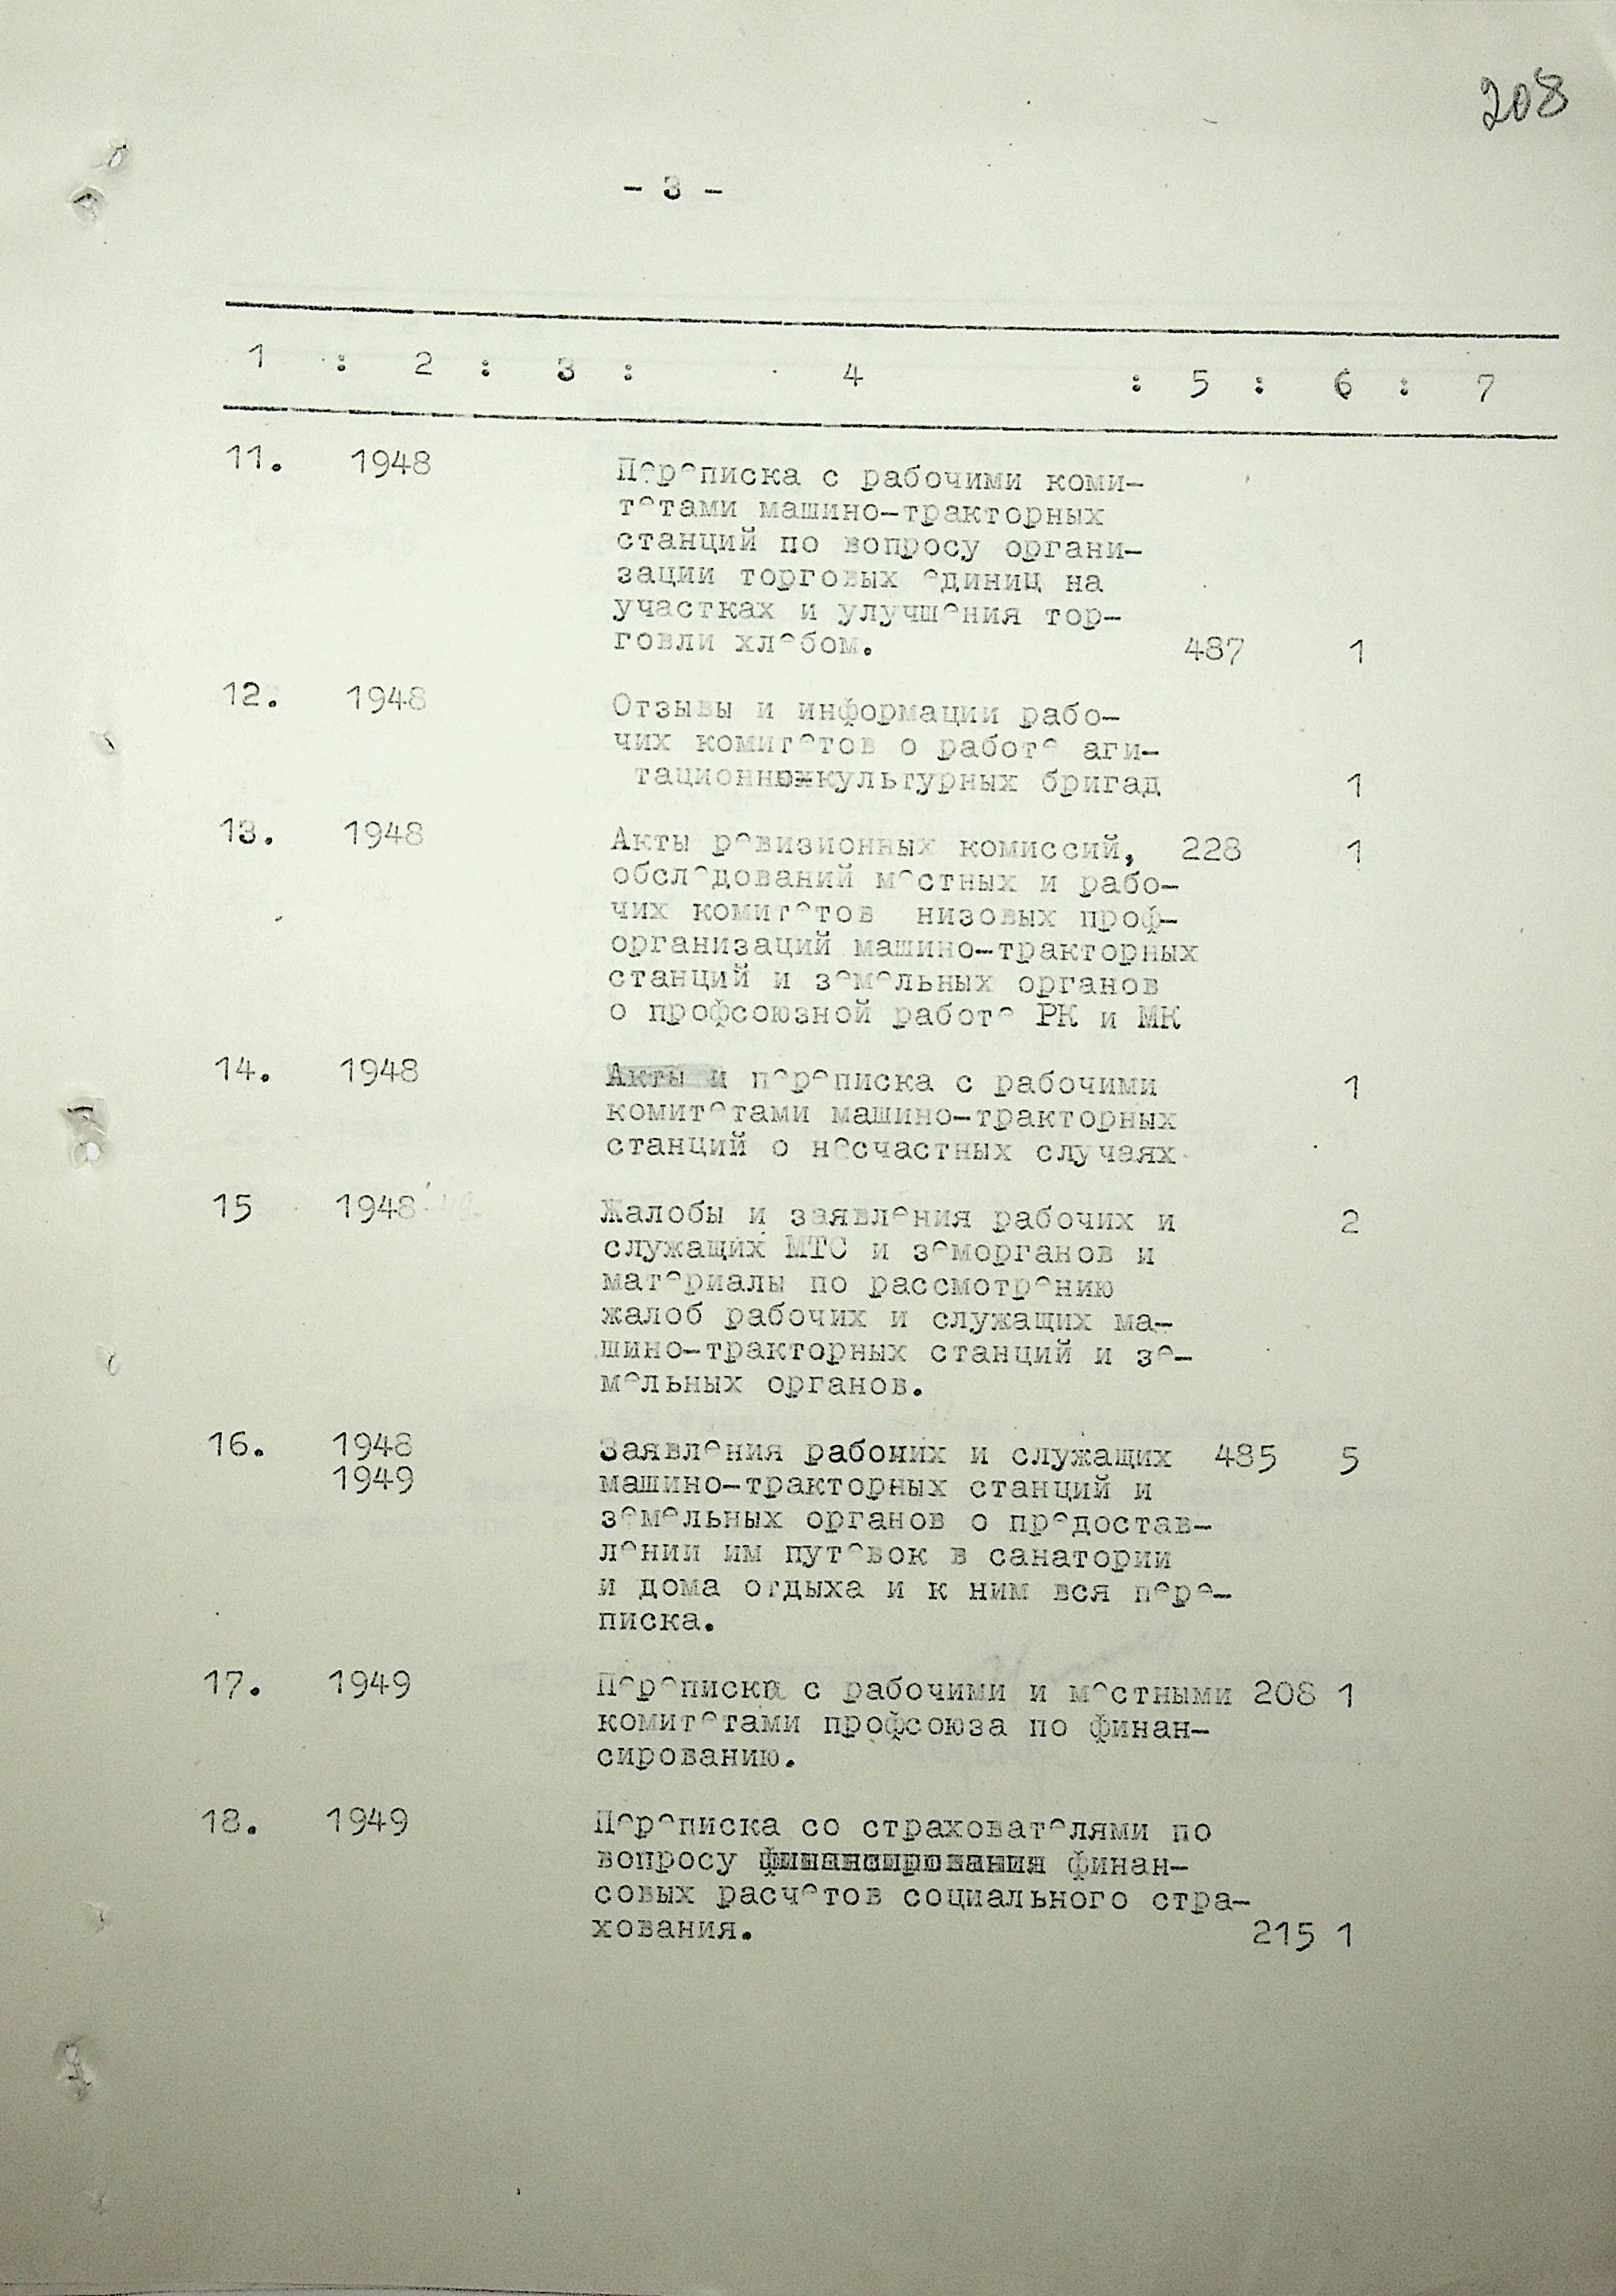 208
- 3 -
1 : 2 : 3 : 4 : 5 : 6 : 7
11. 1948 Переписка с рабочими коми-
тетами машино-тракторных
станций по вопросу органи-
зации торговых единиц на
участках и улучшения тор-
говли хлебом. 487 1
12. 1948 Отзывы и информации рабо-
чих комитетов о работе аги-
тационно-культурных бригад 1
13. 1948 Акты ревизионных комиссий, 228 1
обследований местных и рабо-
чих комитетов низовых проф-
организаций машино-тракторных
станций и земельных органов
о профсоюзной работе РК и МК
14. 1948 Акты и переписка с рабочими 1
комитетами машино-тракторных
станций о несчастных случаях
15 1948 Жалобы и заявления рабочих и 2
служащих МТС и земорганов и
материалы по рассмотрению
жалоб рабочих и служащих ма-
шино-тракторных станций и зе-
мельных органов.
16. 1948 Заявления рабоних и служащих 485 5
1949 машино-тракторных станций и
земельных органов о предостав-
лении им путевок в санатории
и дома отдыха и к ним вся пере-
писка.
17. 1949 Переписка с рабочими и местными 208 1
комитетами профсоюза по финан-
сированию.
18. 1949 Переписка со страхователями по
вопросу финансирования финан-
совых расчетов социального стра-
хования. 215 1